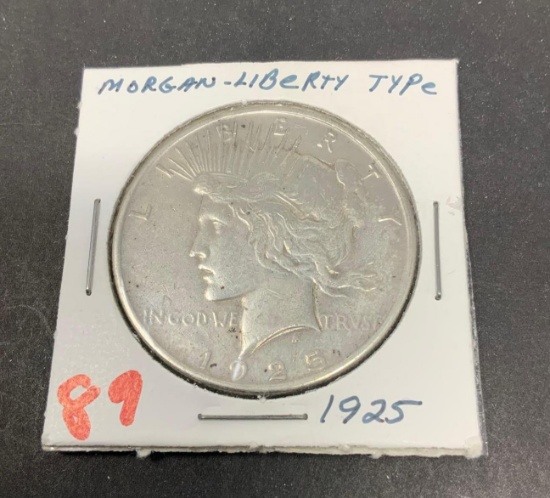 MORGAN-LIBERTY TYPE
LIBERTY
IN GOD WE TRVST
1925
89
1925